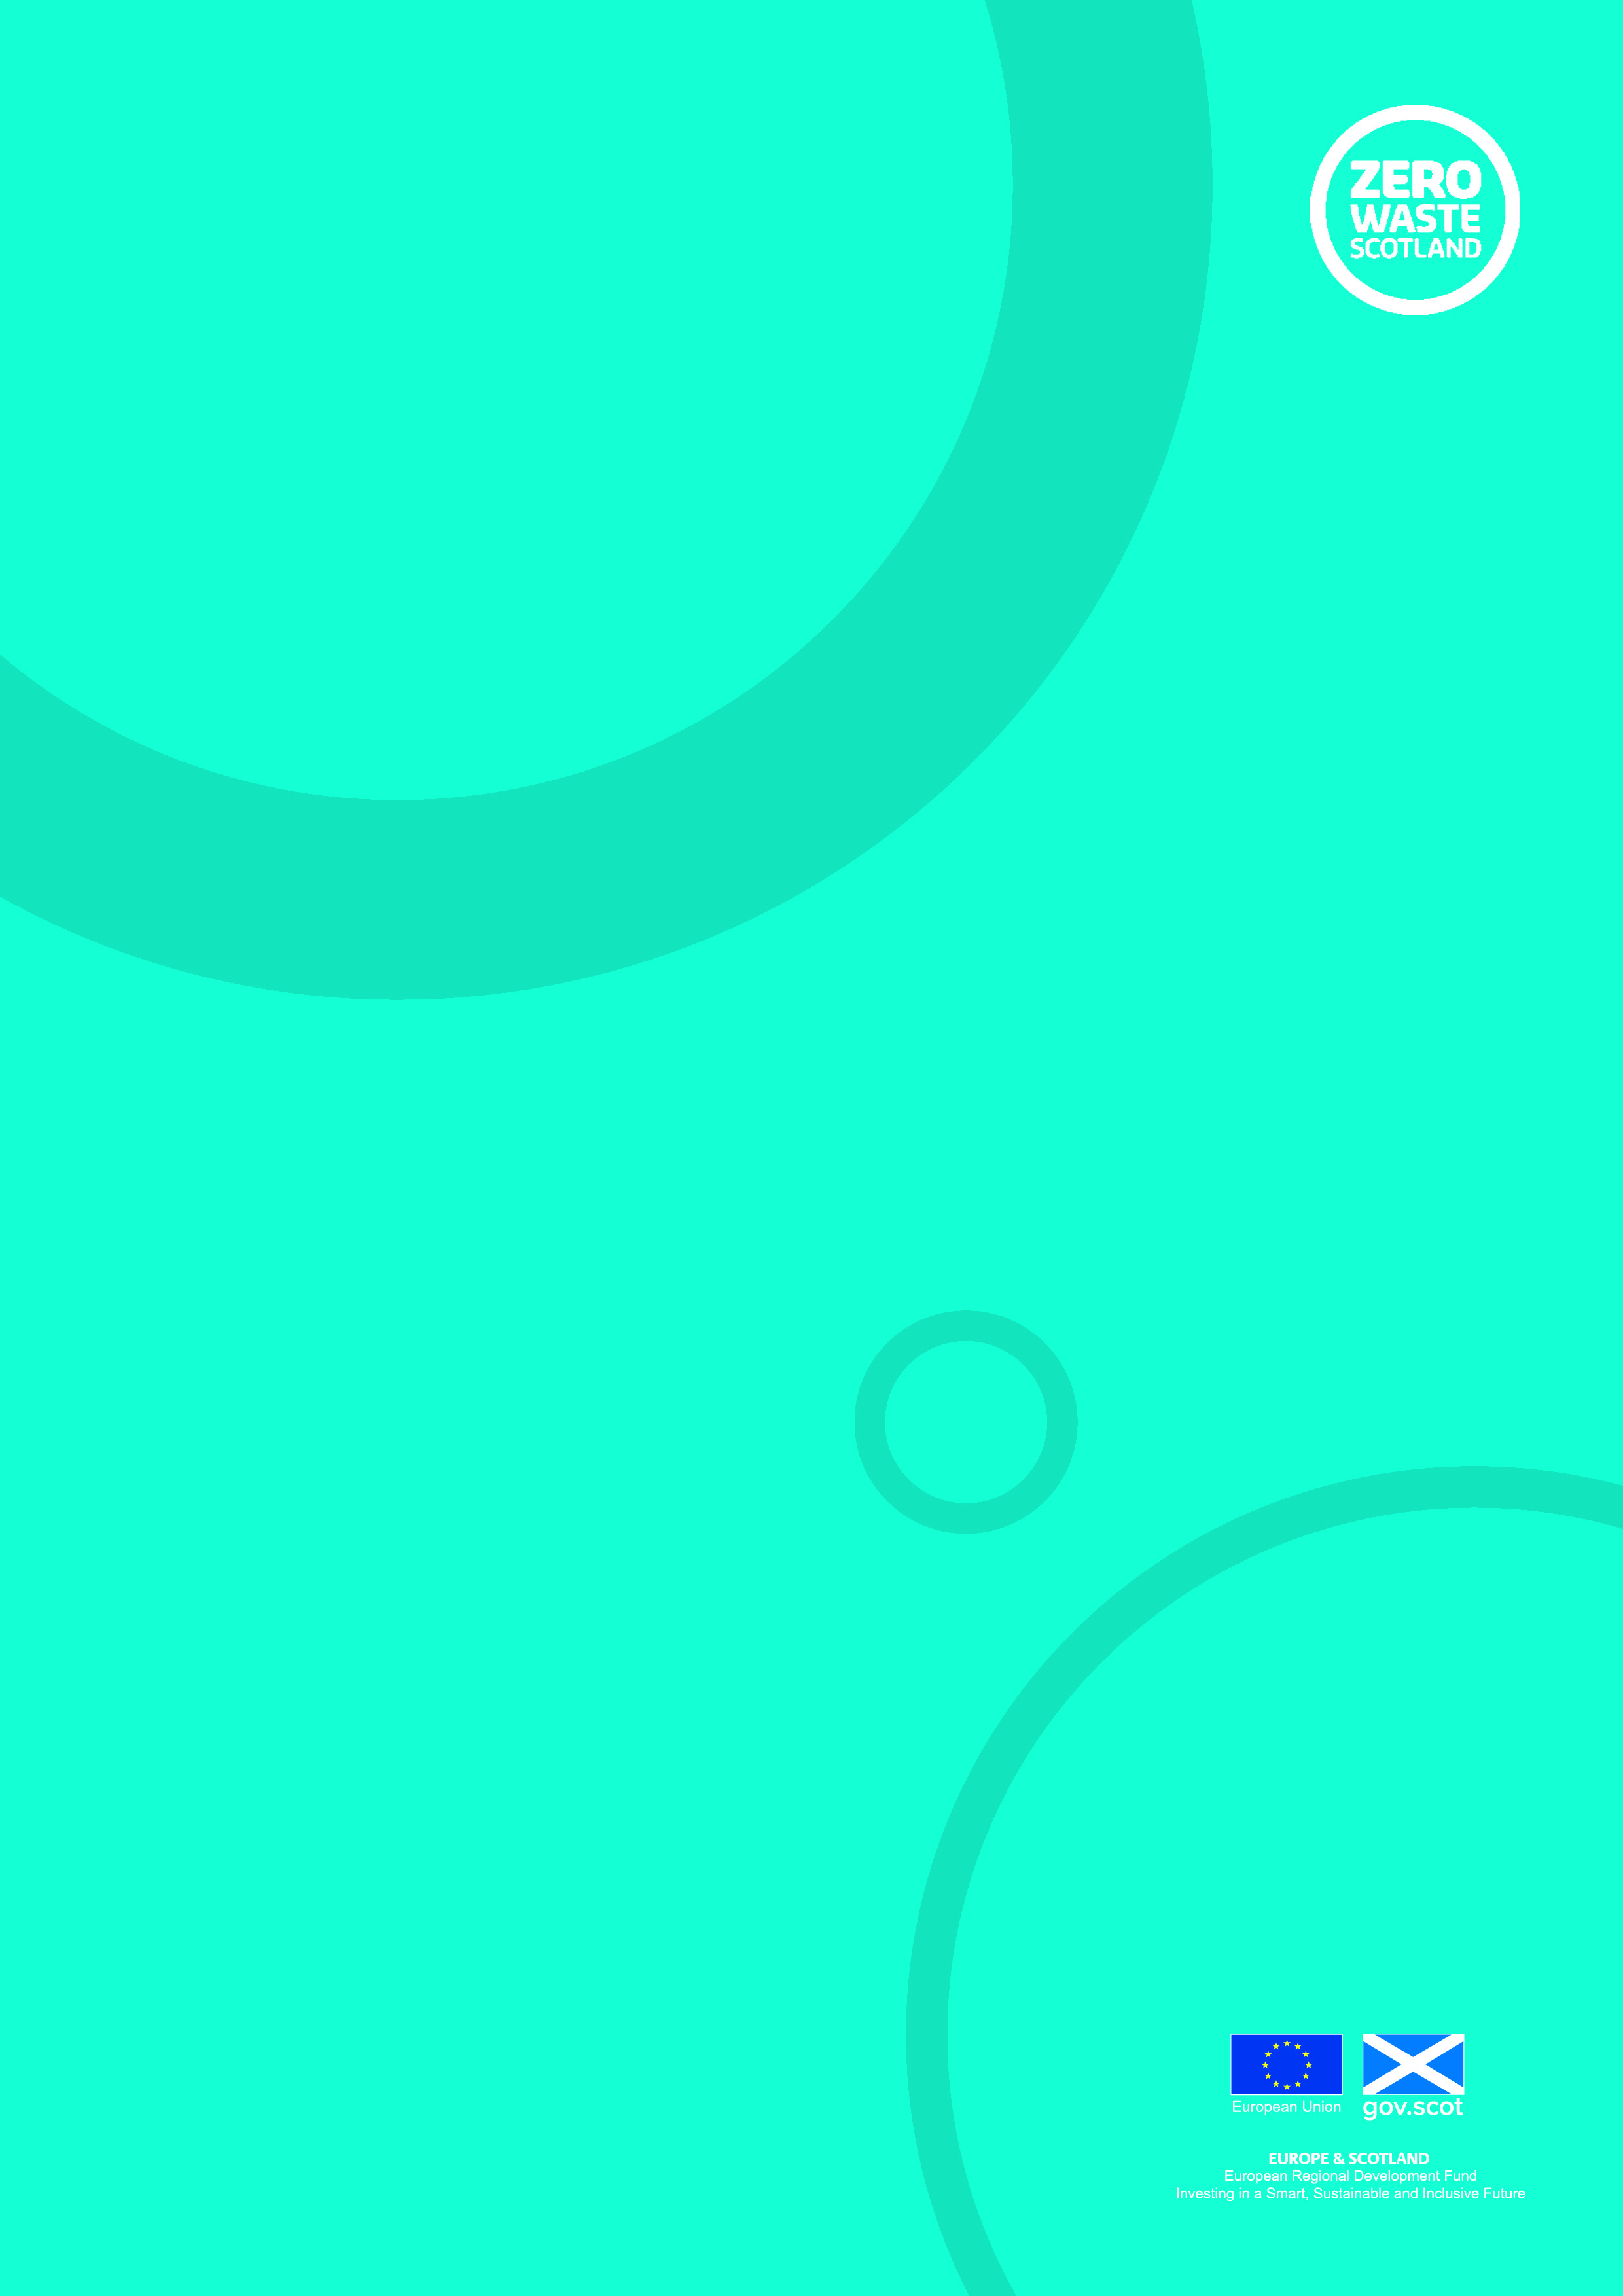 ZERO
WASTE
SCOTLAND
European Union
gov.scot
EUROPE & SCOTLAND
European Regional Development Fund
Investing in a Smart, Sustainable and Inclusive Future